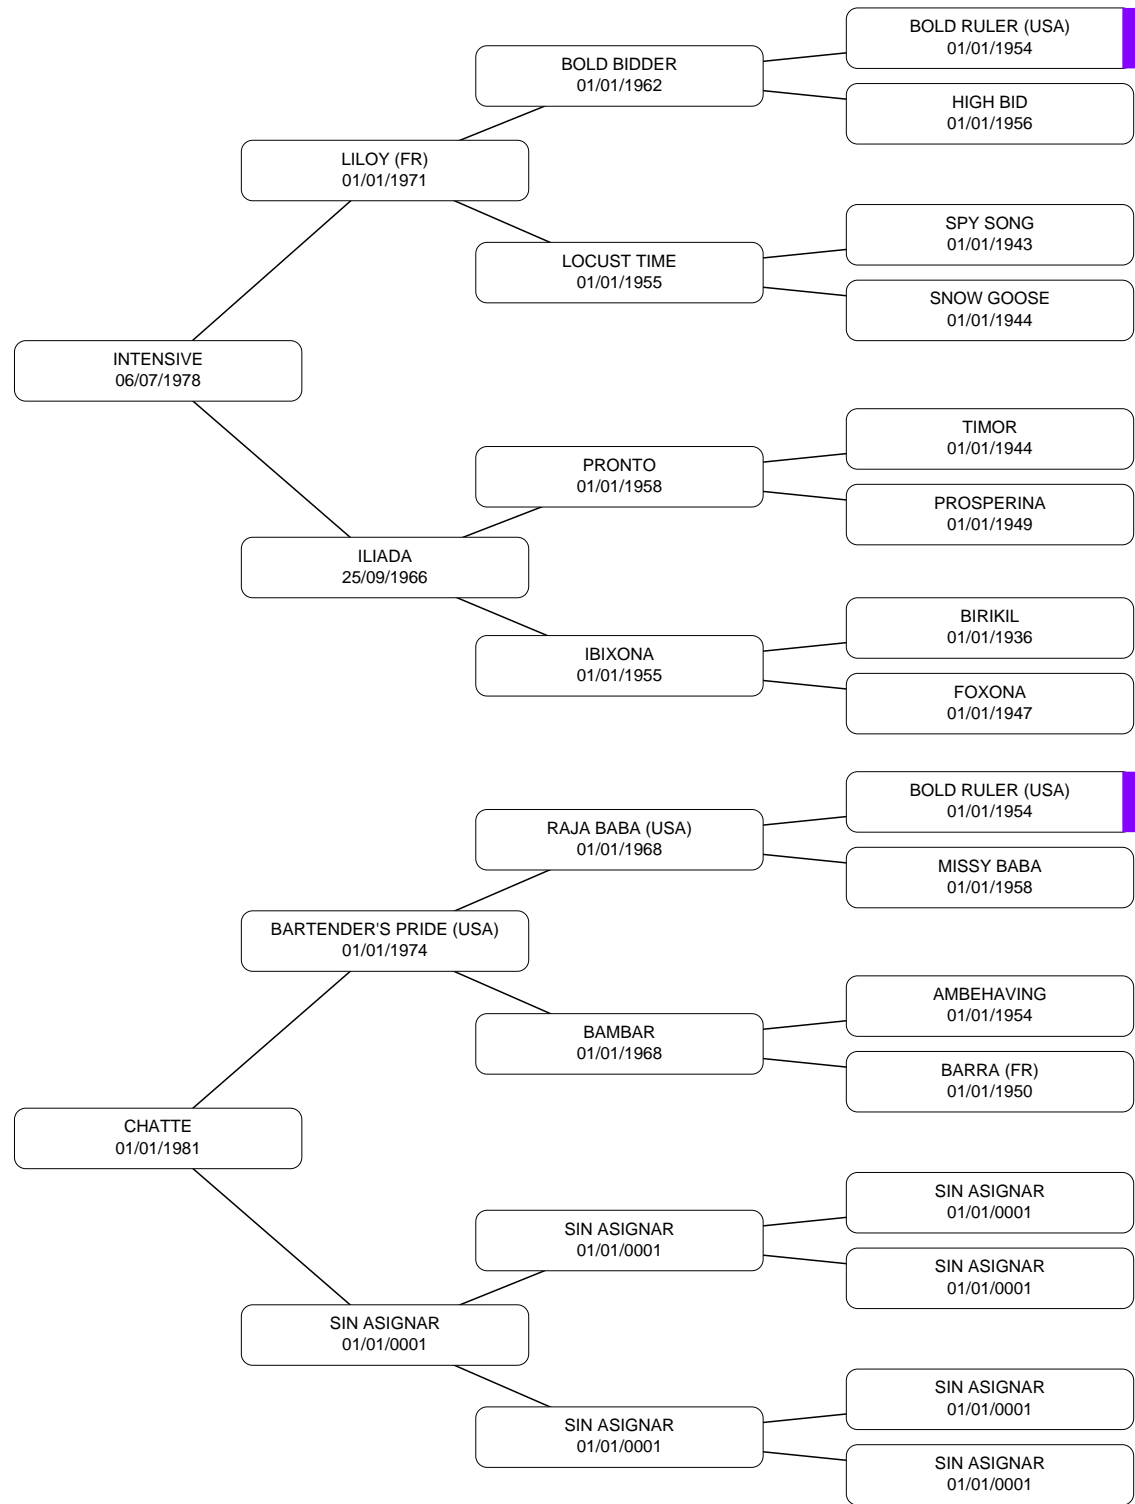 BOLD RULER (USA)
01/01/1954
BOLD BIDDER
01/01/1962
HIGH BID
01/01/1956
LILOY (FR)
01/01/1971
SPY SONG
01/01/1943
LOCUST TIME
01/01/1955
SNOW GOOSE
01/01/1944
INTENSIVE
06/07/1978
TIMOR
01/01/1944
PRONTO
01/01/1958
PROSPERINA
01/01/1949
ILIADA
25/09/1966
BIRIKIL
01/01/1936
IBIXONA
01/01/1955
FOXONA
01/01/1947
BOLD RULER (USA)
01/01/1954
RAJA BABA (USA)
01/01/1968
MISSY BABA
01/01/1958
BARTENDER'S PRIDE (USA)
01/01/1974
AMBEHAVING
01/01/1954
BAMBAR
01/01/1968
BARRA (FR)
01/01/1950
CHATTE
01/01/1981
SIN ASIGNAR
01/01/0001
SIN ASIGNAR
01/01/0001
SIN ASIGNAR
01/01/0001
SIN ASIGNAR
01/01/0001
SIN ASIGNAR
01/01/0001
SIN ASIGNAR
01/01/0001
SIN ASIGNAR
01/01/0001